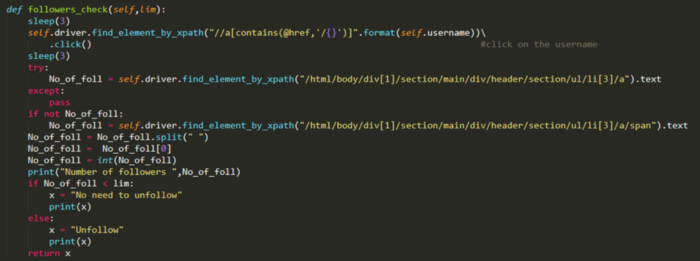 def followers_check(self,lim):
    sleep(3)
    self.driver.find_element_by_xpath("//a[contains(@href,'/{}')]".format(self.username))\
        .click()                                                                 #click on the username
    sleep(3)
    try:
        No_of_foll = self.driver.find_element_by_xpath("/html/body/div[1]/section/main/div/header/section/ul/li[3]/a").text
    except:
        pass
    if not No_of_foll:
        No_of_foll = self.driver.find_element_by_xpath("/html/body/div[1]/section/main/div/header/section/ul/li[3]/a/span").text
    No_of_foll = No_of_foll.split(" ")
    No_of_foll =  No_of_foll[0]
    No_of_foll = int(No_of_foll)
    print("Number of followers ",No_of_foll)
    if No_of_foll < lim:
        x = "No need to unfollow"
        print(x)
    else:
        x = "Unfollow"
        print(x)
    return x